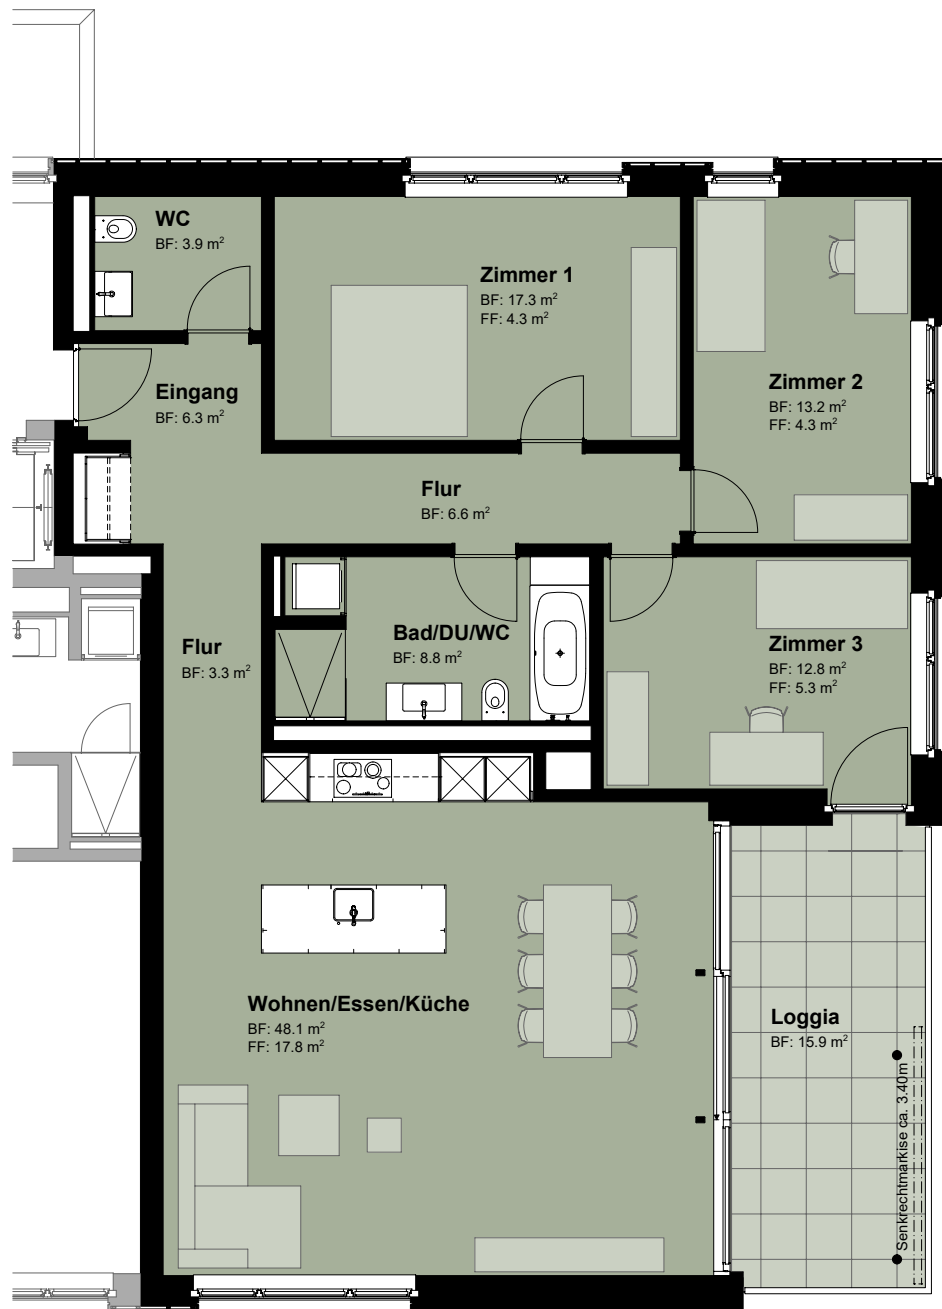 WC
BF: 3.9 m²
Zimmer 1
BF: 17.3 m²
FF: 4.3 m²
Zimmer 2
BF: 13.2 m²
FF: 4.3 m²
Eingang
BF: 6.3 m²
Flur
BF: 6.6 m²
Bad/DU/WC
BF: 8.8 m²
Flur
BF: 3.3 m²
Zimmer 3
BF: 12.8 m²
FF: 5.3 m²
Wohnen/Essen/Küche
BF: 48.1 m²
FF: 17.8 m²
Loggia
BF: 15.9 m²
Senkrechtmarkise ca. 3.40m